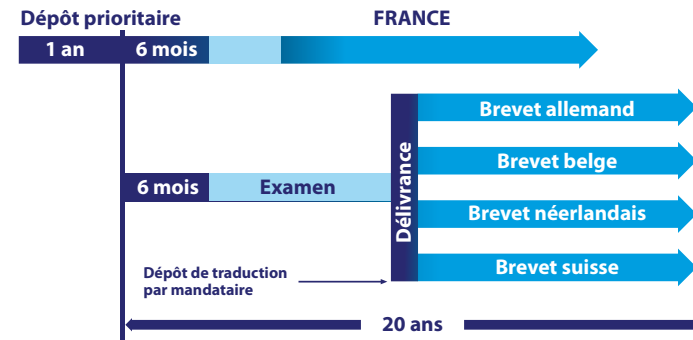 Dépôt prioritaire
FRANCE
1 an
6 mois
Brevet allemand
Brevet belge
6 mois
Examen
Délivrance
Brevet néerlandais
Brevet suisse
Dépôt de traduction
par mandataire
20 ans